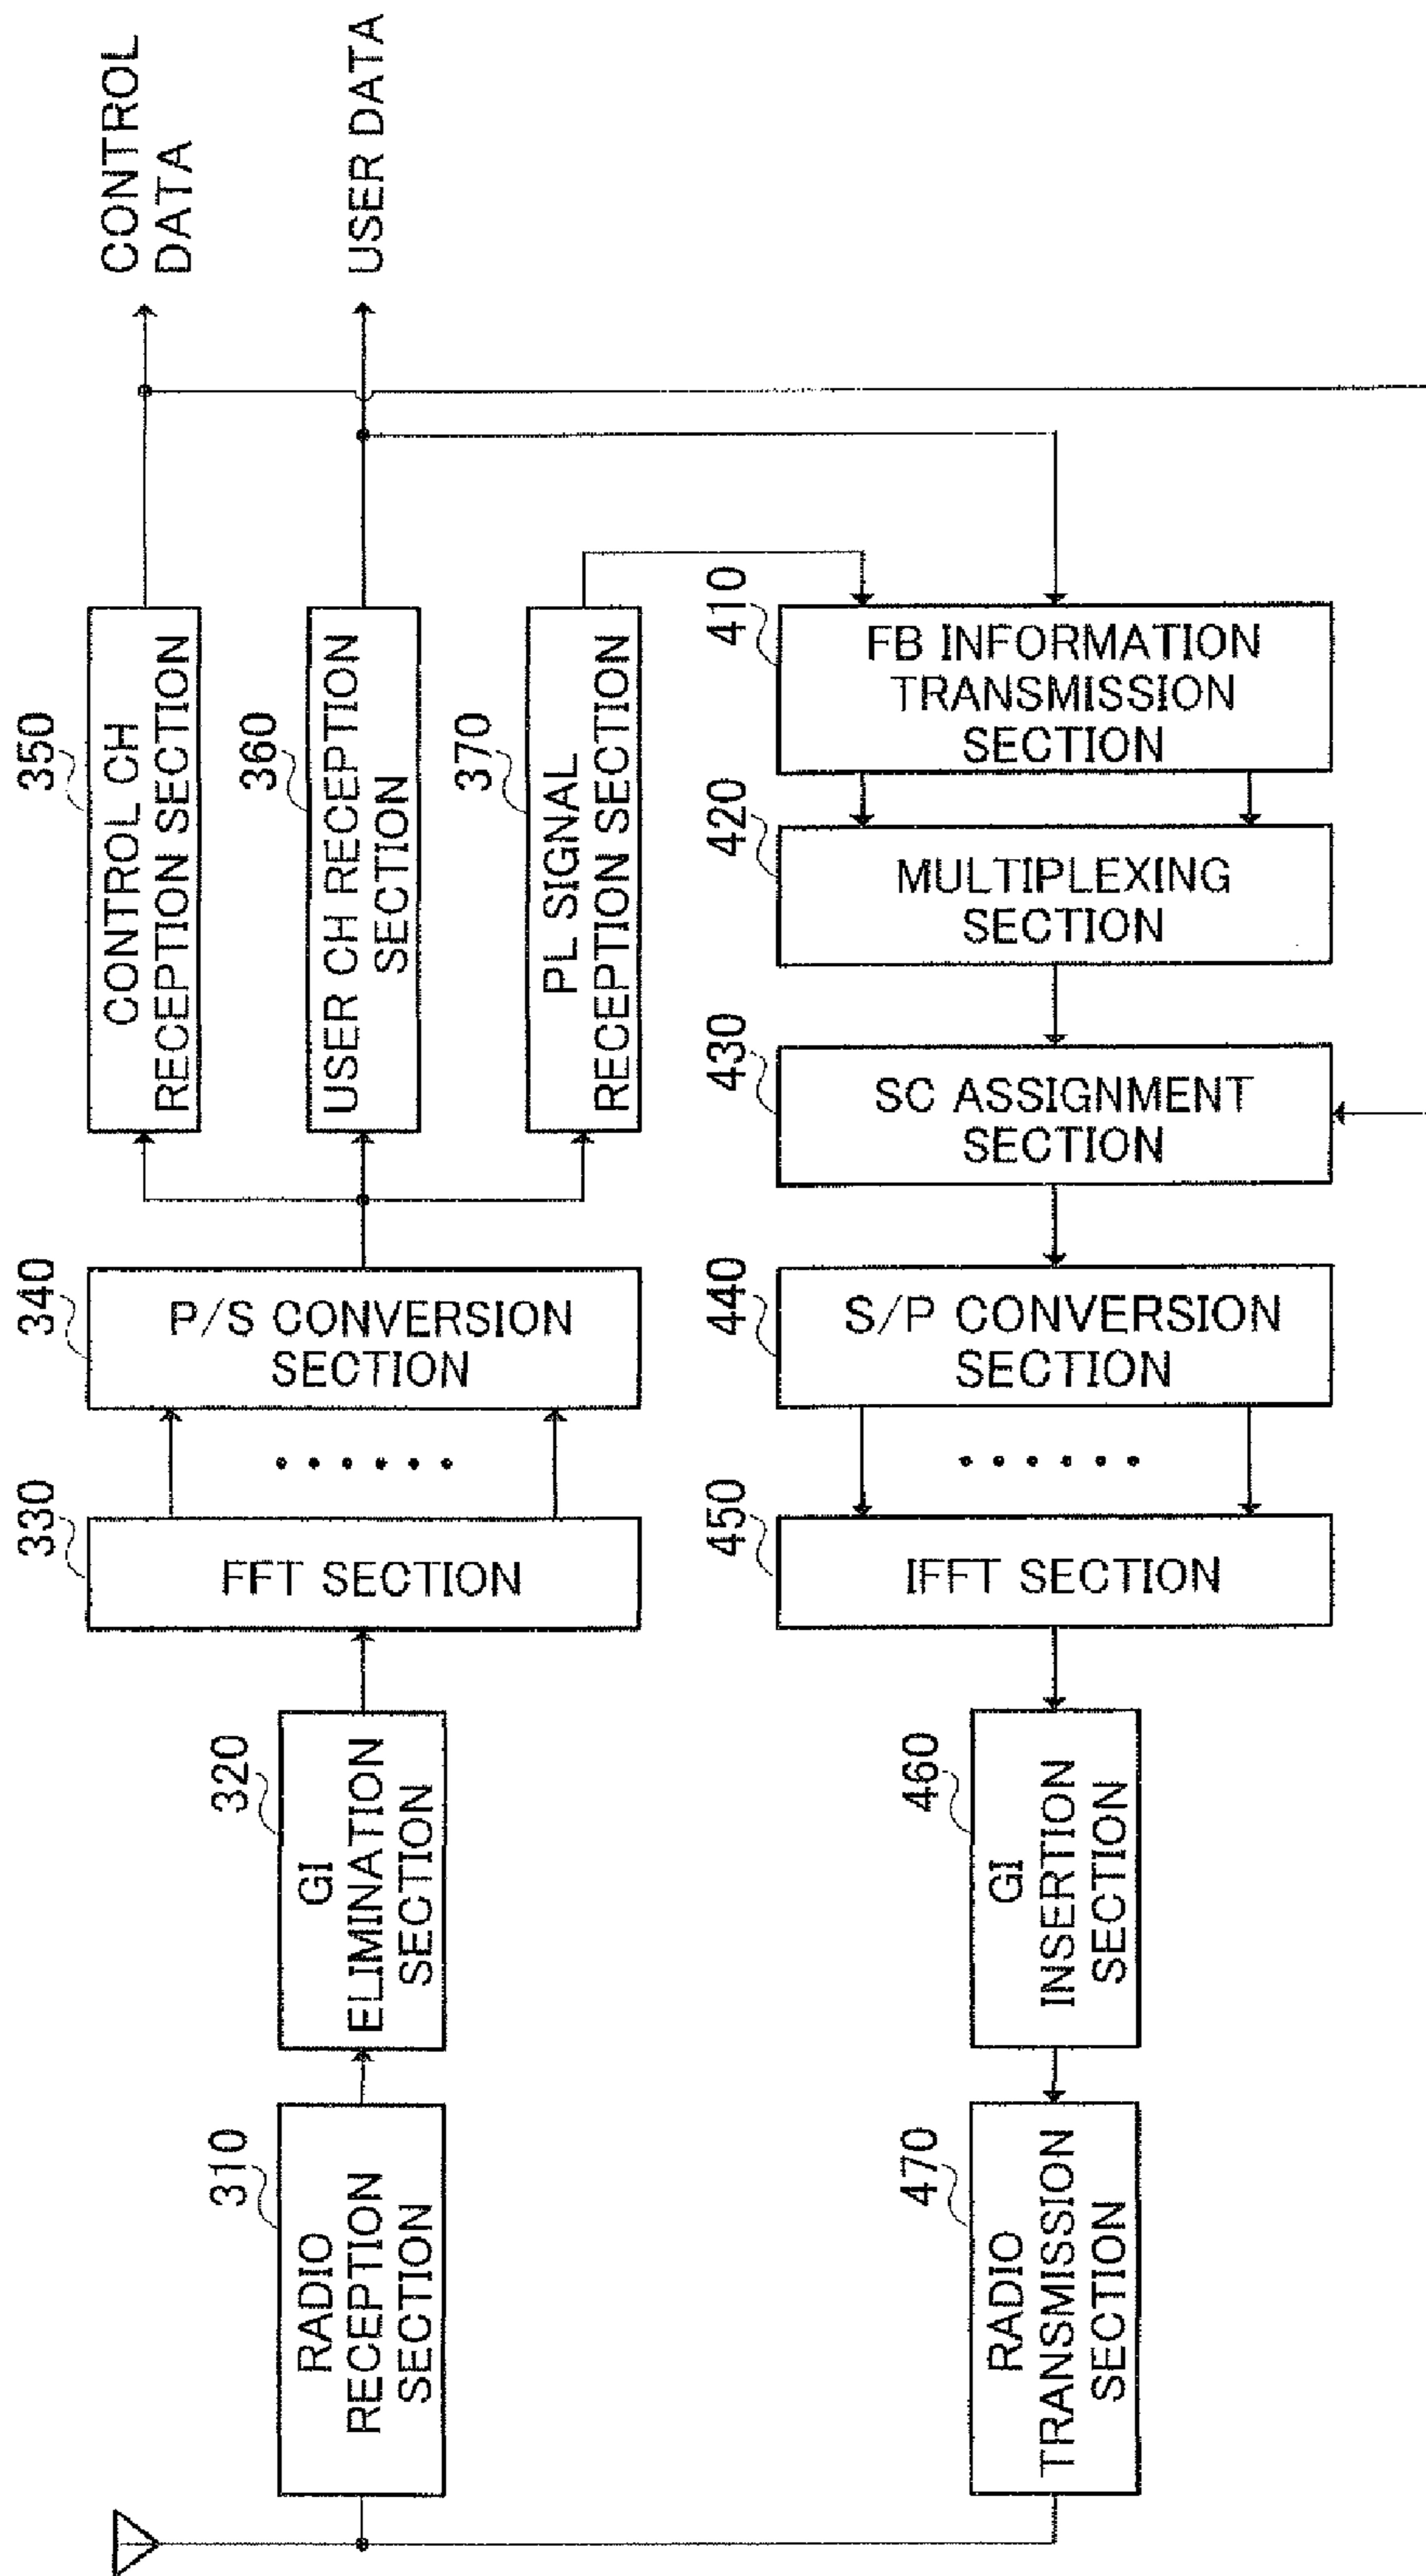 310
RADIO
RECEPTION
SECTION
320
GI
ELIMINATION
SECTION
330
FFT SECTION
340
P/S CONVERSION
SECTION
350
CONTROL CH
RECEPTION SECTION
360
USER CH RECEPTION
SECTION
370
PL SIGNAL
RECEPTION SECTION
CONTROL
DATA
USER DATA
410
FB INFORMATION
TRANSMISSION
SECTION
420
MULTIPLEXING
SECTION
430
SC ASSIGNMENT
SECTION
440
S/P CONVERSION
SECTION
450
IFFT SECTION
460
GI
INSERTION
SECTION
470
RADIO
TRANSMISSION
SECTION